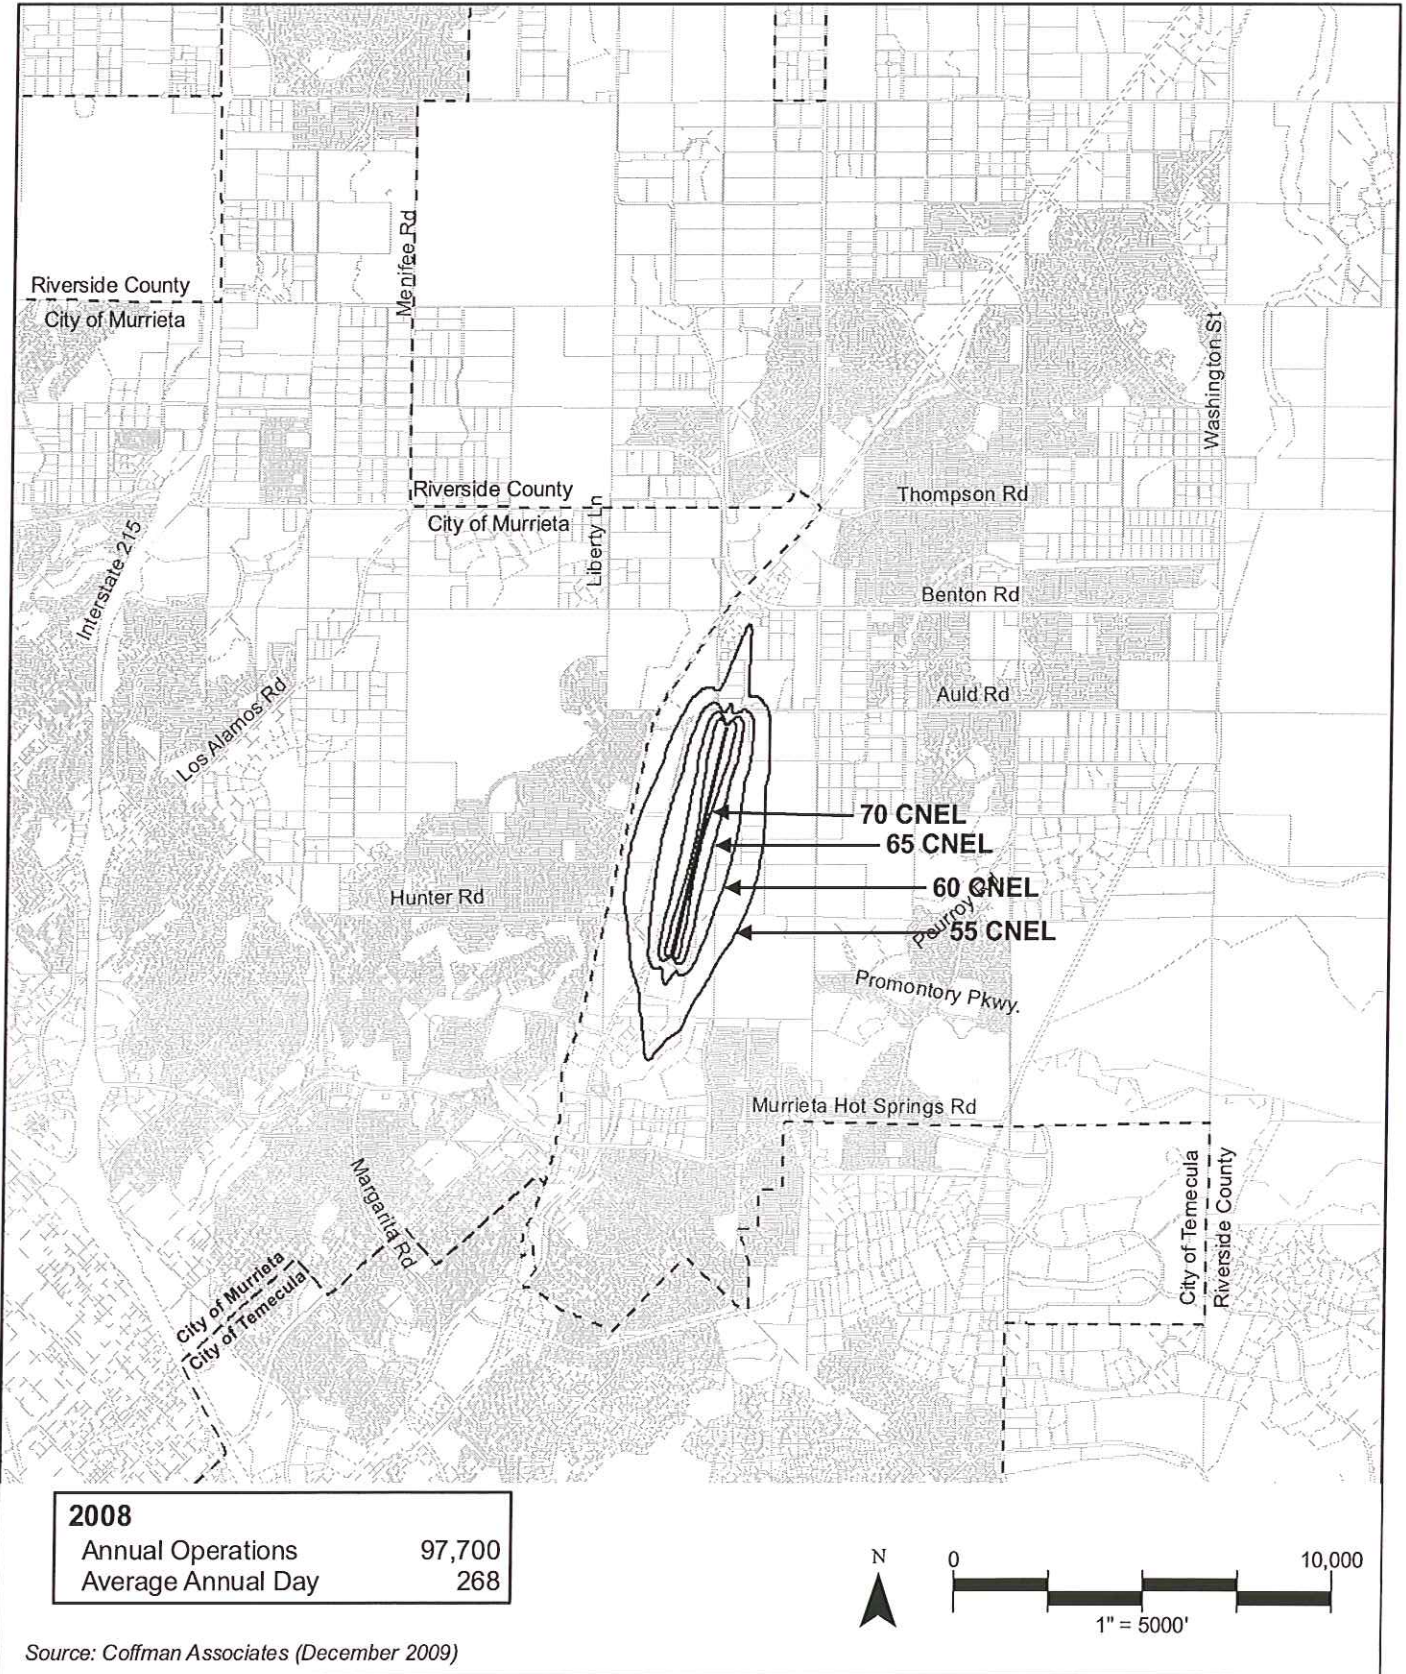 Menifee Rd
Riverside County
City of Murrieta
Washington St
Riverside County
City of Murrieta
Liberty Ln
Thompson Rd
Interstate 215
Benton Rd
Los Alamos Rd
Auld Rd
70 CNEL
65 CNEL
60 CNEL
Hunter Rd
Pourroy Rd
55 CNEL
Promontory Pkwy.
Murrieta Hot Springs Rd
Margarita Rd
City of Temecula
Riverside County
City of Murrieta
City of Temecula
2008
Annual Operations 97,700
Average Annual Day 268
N
0 10,000
1" = 5000'
Source: Coffman Associates (December 2009)